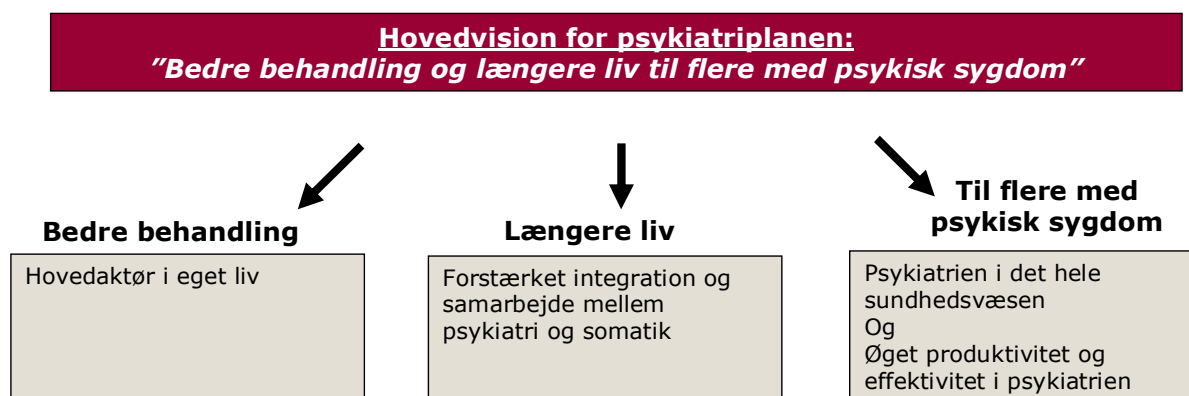 Hovedvision for psykiatriplanen:
”Bedre behandling og længere liv til flere med psykisk sygdom”
Bedre behandling
Hovedaktør i eget liv
Længere liv
Forstærket integration og
samarbejde mellem
psykiatri og somatik
Til flere med
psykisk sygdom
Psykiatrien i det hele
sundhedsvæsen
Og
Øget produktivitet og
effektivitet i psykiatrien